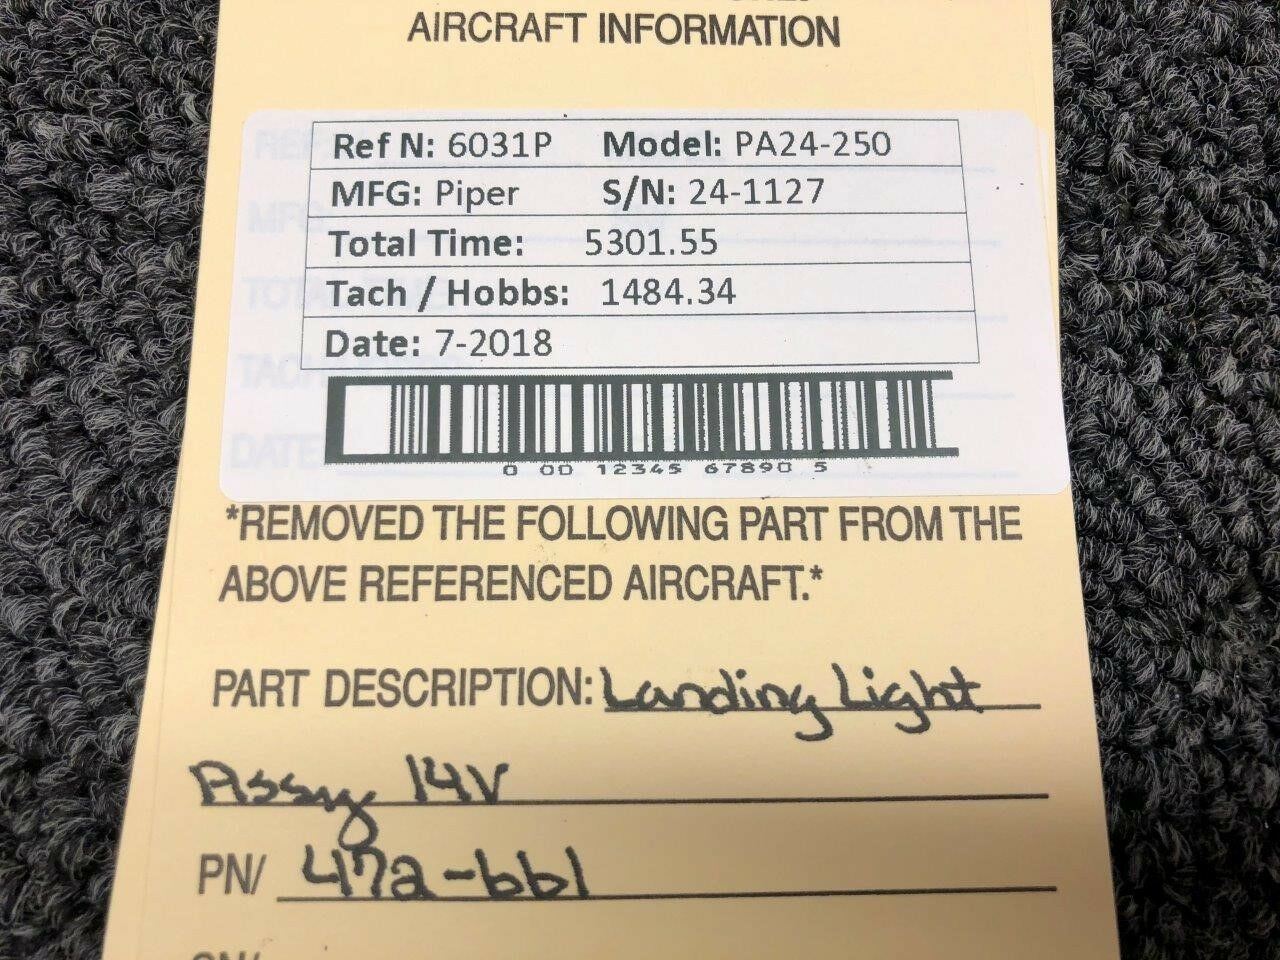 AIRCRAFT INFORMATION
Ref N: 6031P Model: PA24-250
MFG: Piper S/N: 24-1127
Total Time: 5301.55
Tach / Hobbs: 1484.34
Date: 7-2018
0 00 12345 67890 5
*REMOVED THE FOLLOWING PART FROM THE
ABOVE REFERENCED AIRCRAFT.*
PART DESCRIPTION: Landing Light
Assy 14V
PN/ 472-661